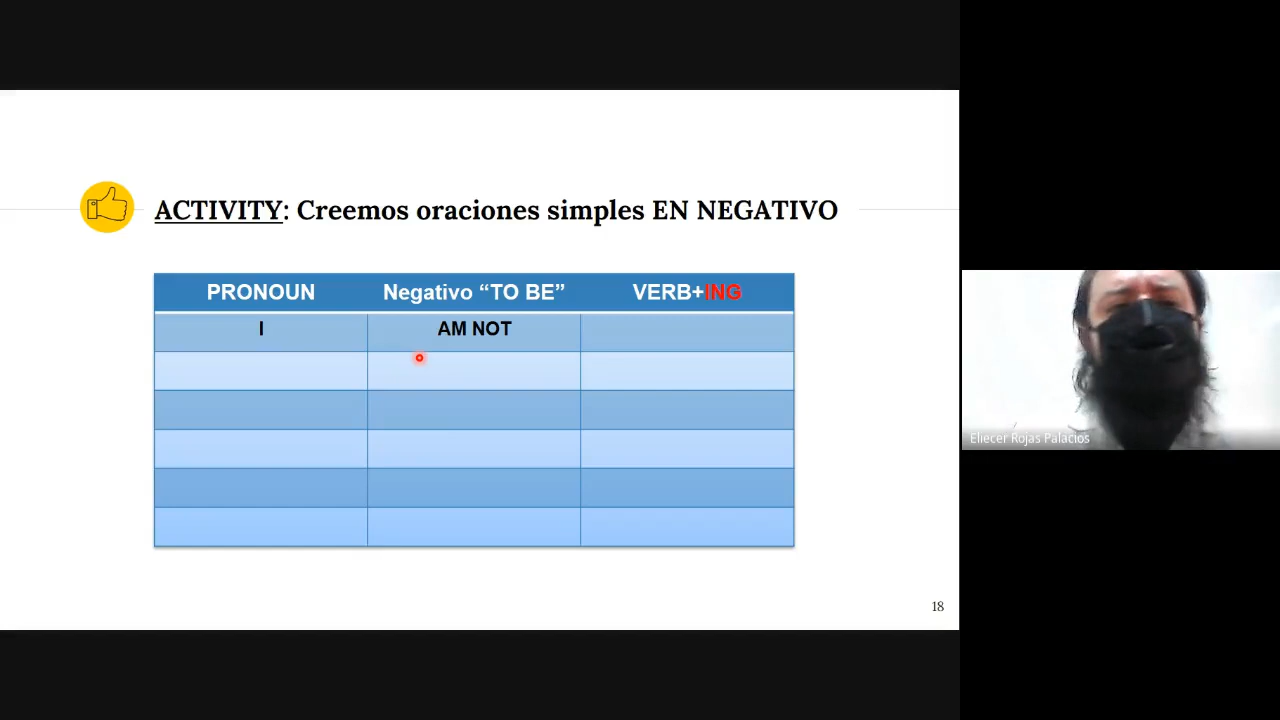 ACTIVITY: Creemos oraciones simples EN NEGATIVO
PRONOUN Negativo “TO BE” VERB+ING
I AM NOT
Eliecer Rojas Palacios
18